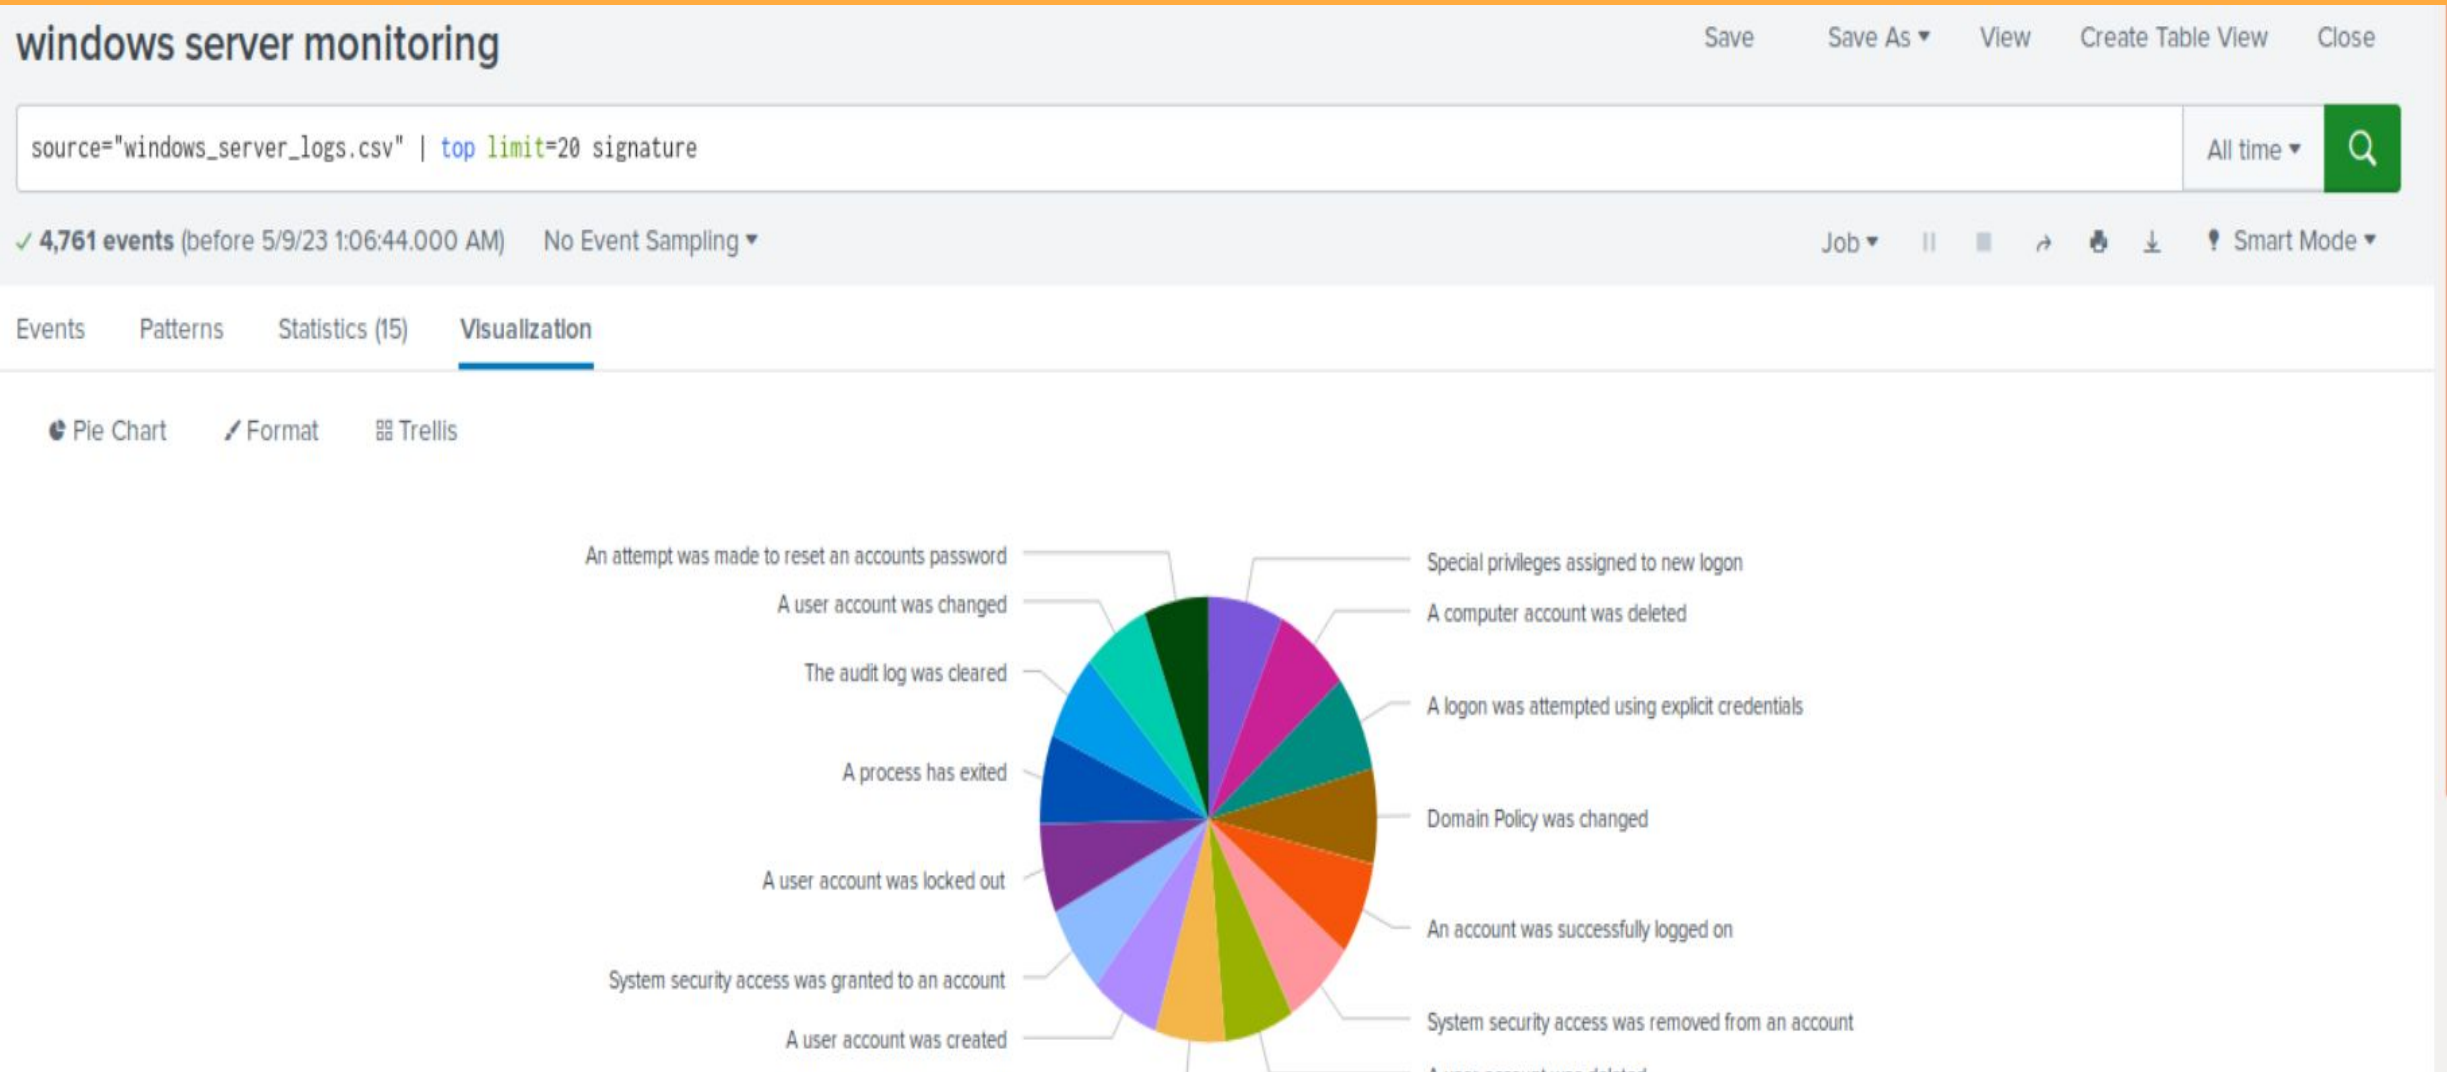 windows server monitoring
Save Save As View Create Table View Close
source="windows_server_logs.csv" | top limit=20 signature
All time
4,761 events (before 5/9/23 1:06:44.000 AM) No Event Sampling
Job Smart Mode
Events Patterns Statistics (15) Visualization
Pie Chart Format Trellis
An attempt was made to reset an accounts password
Special privileges assigned to new logon
A user account was changed
A computer account was deleted
The audit log was cleared
A logon was attempted using explicit credentials
A process has exited
Domain Policy was changed
A user account was locked out
An account was successfully logged on
System security access was granted to an account
System security access was removed from an account
A user account was created
A user account was deleted